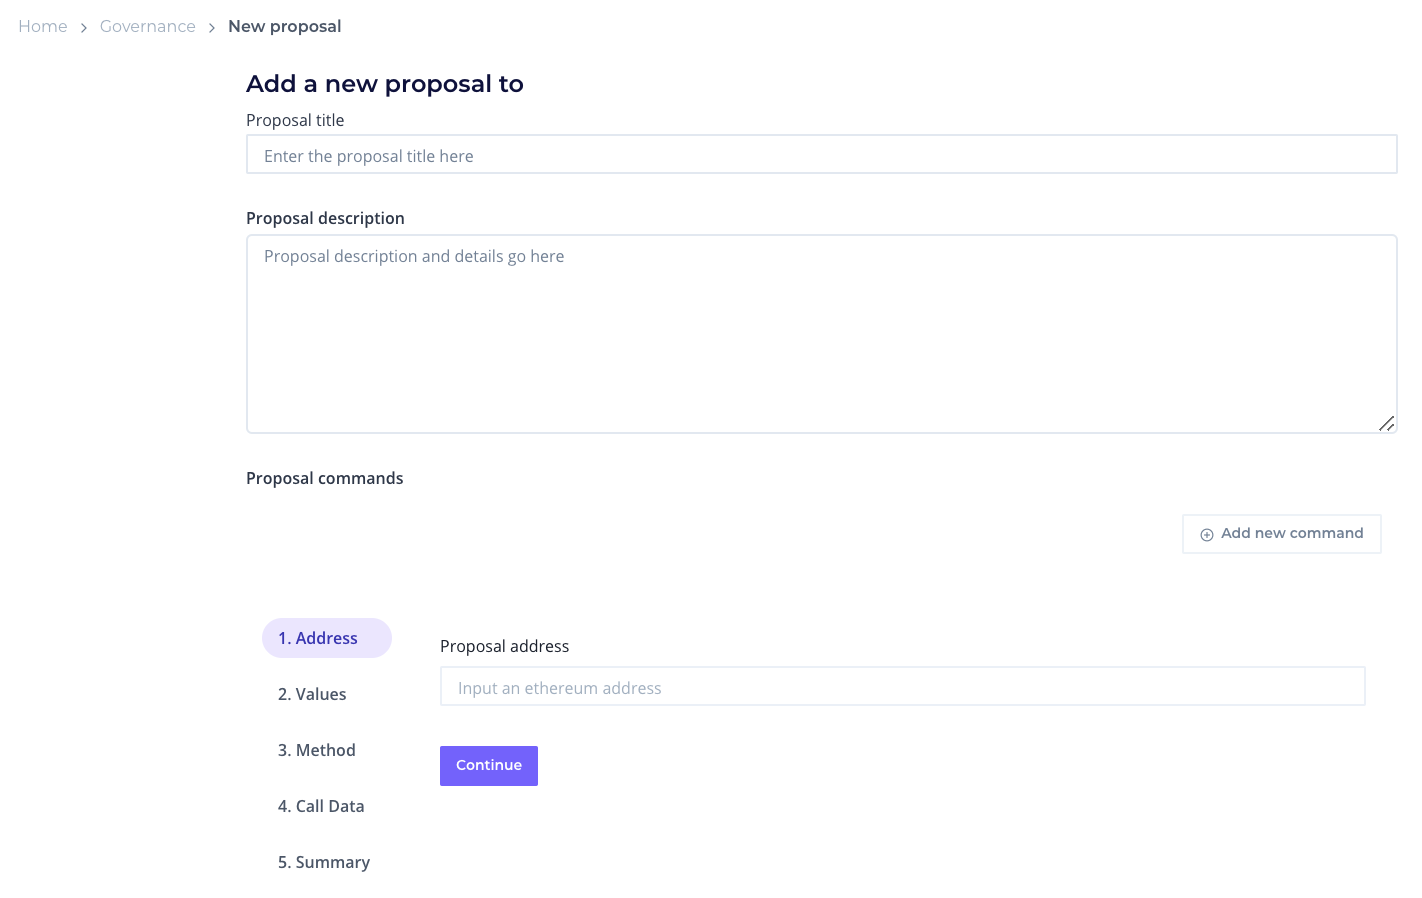 Home > Governance > New proposal
Add a new proposal to
Proposal title
Enter the proposal title here
Proposal description
Proposal description and details go here
Proposal commands
Add new command
1. Address
Proposal address
Input an ethereum address
2. Values
3. Method
Continue
4. Call Data
5. Summary